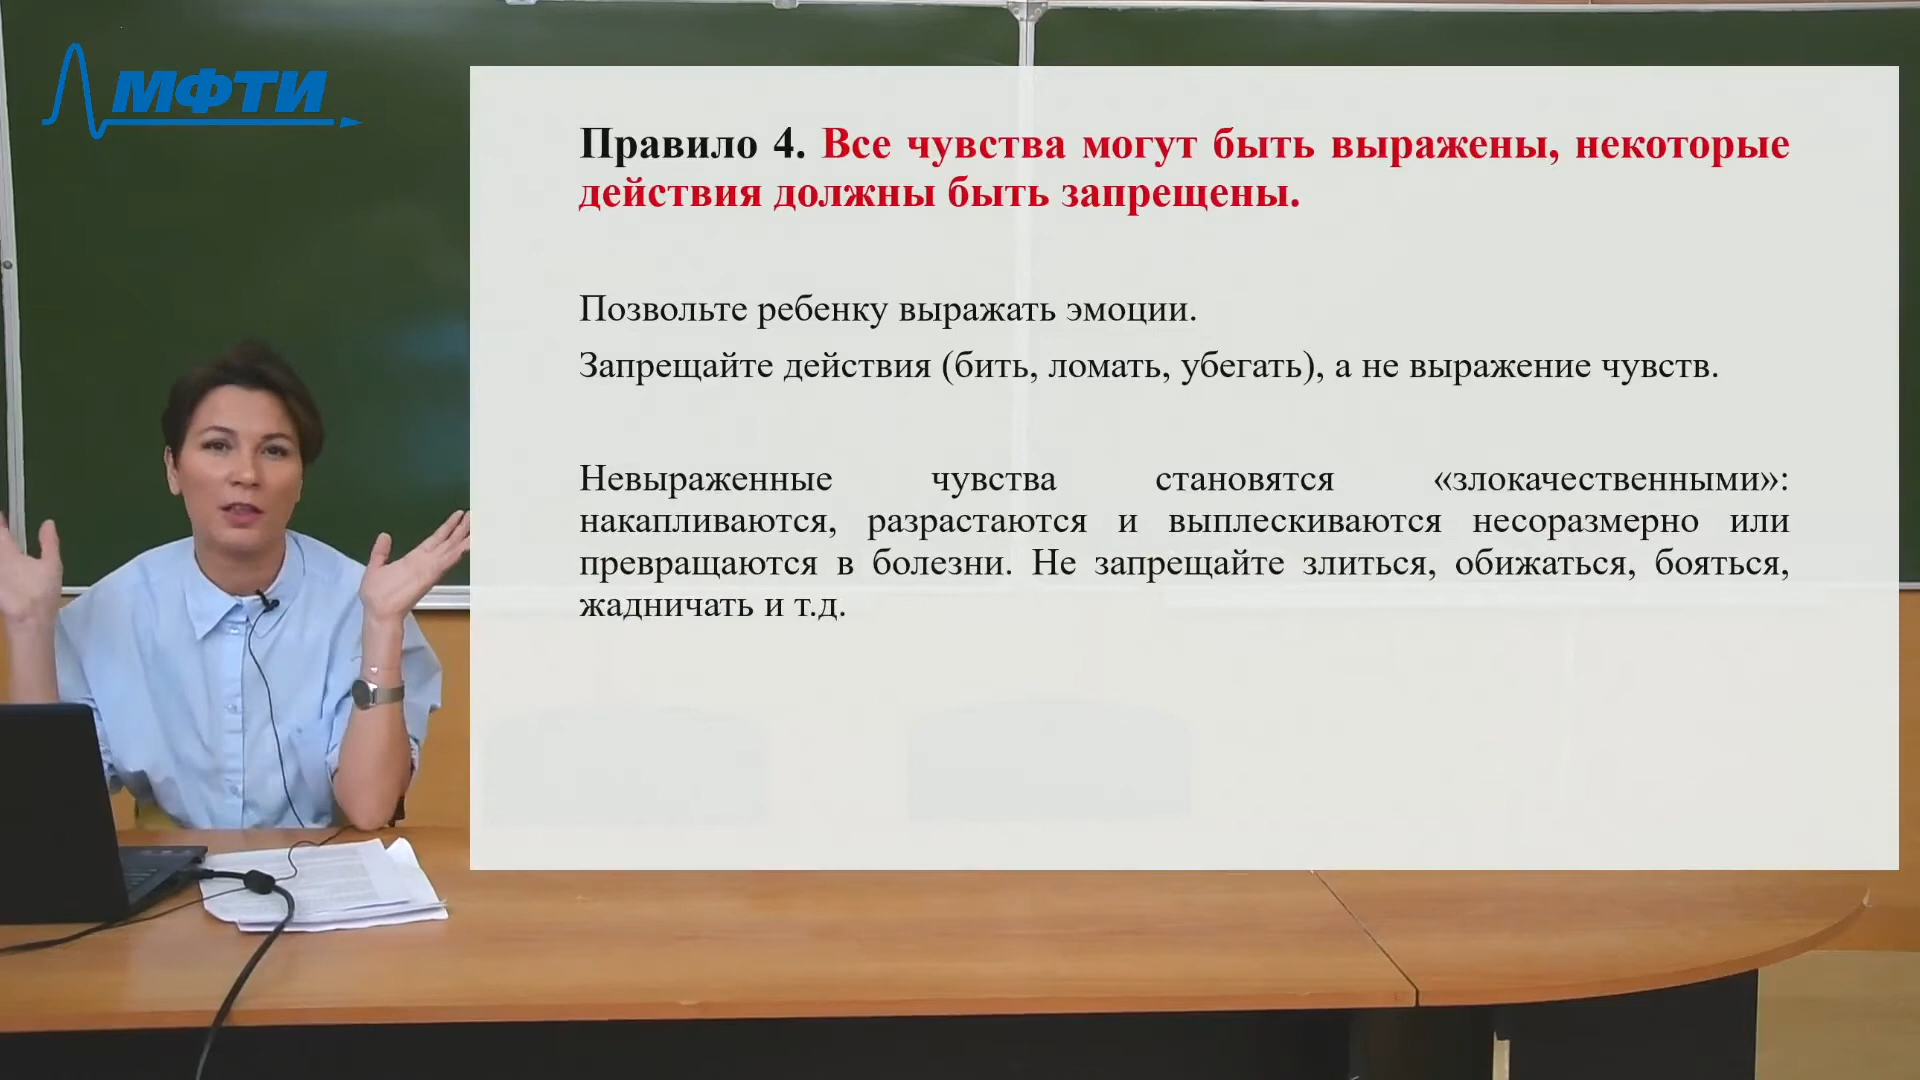 МФТИ
Правило 4. Все чувства могут быть выражены, некоторые
действия должны быть запрещены.
Позвольте ребенку выражать эмоции.
Запрещайте действия (бить, ломать, убегать), а не выражение чувств.
Невыраженные чувства становятся «злокачественными»:
накапливаются, разрастаются и выплескиваются несоразмерно или
превращаются в болезни. Не запрещайте злиться, обижаться, бояться,
жадничать и т.д.